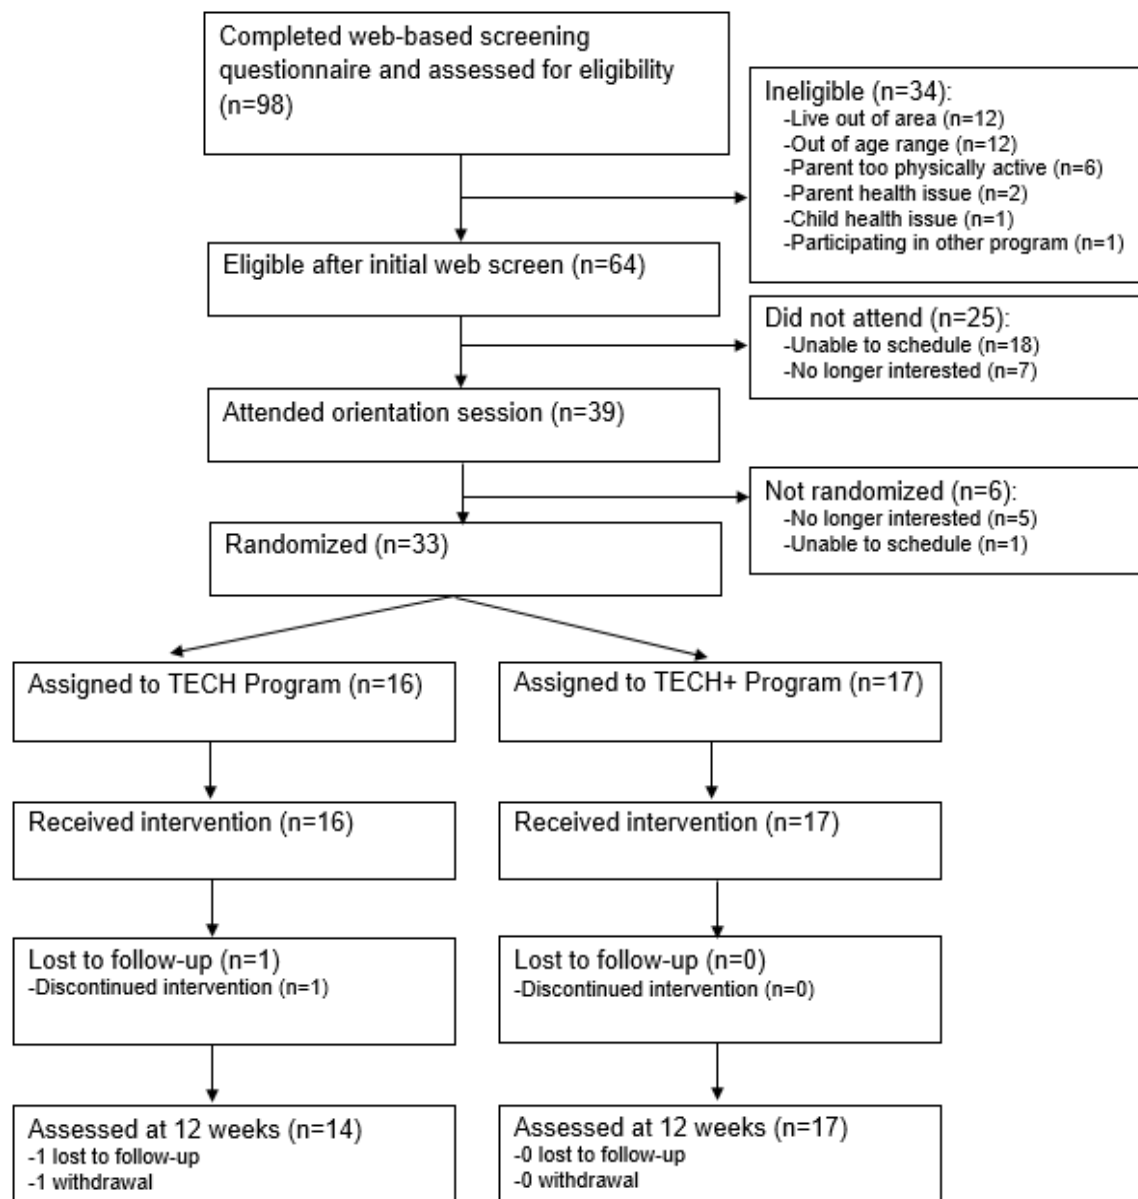 Completed web-based screening
questionnaire and assessed for eligibility
(n=98)
Ineligible (n=34):
-Live out of area (n=12)
-Out of age range (n=12)
-Parent too physically active (n=6)
-Parent health issue (n=2)
-Child health issue (n=1)
-Participating in other program (n=1)
Eligible after initial web screen (n=64)
Did not attend (n=25):
-Unable to schedule (n=18)
-No longer interested (n=7)
Attended orientation session (n=39)
Not randomized (n=6):
-No longer interested (n=5)
-Unable to schedule (n=1)
Randomized (n=33)
Assigned to TECH Program (n=16)
Assigned to TECH+ Program (n=17)
Received intervention (n=16)
Received intervention (n=17)
Lost to follow-up (n=1)
-Discontinued intervention (n=1)
Lost to follow-up (n=0)
-Discontinued intervention (n=0)
Assessed at 12 weeks (n=14)
-1 lost to follow-up
-1 withdrawal
Assessed at 12 weeks (n=17)
-0 lost to follow-up
-0 withdrawal